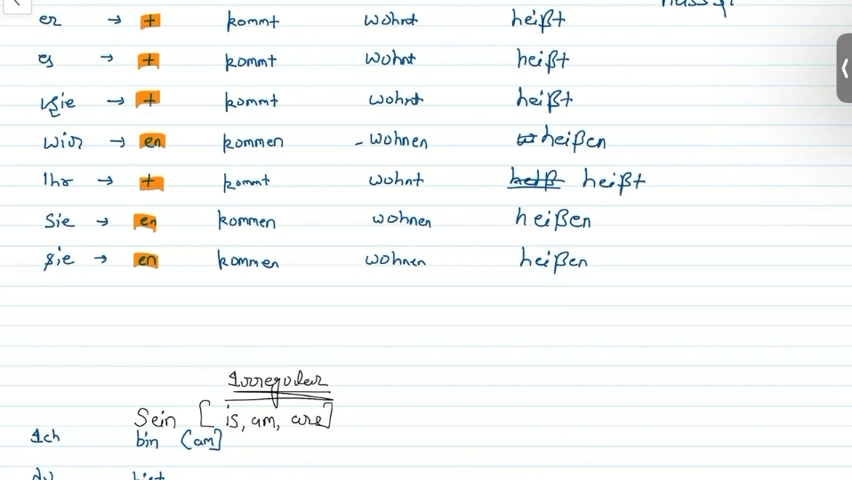 er → t kommt wohnt heißt
es → t kommt wohnt heißt
sie → t kommt wohnt heißt
wir → en kommen - wohnen heißen
Ihr → t kommt wohnt heißt
Sie → en kommen wohnen heißen
sie → en kommen wohnen heißen
Irregular
Sein [is, am, are]
Ich bin (am]
du bist